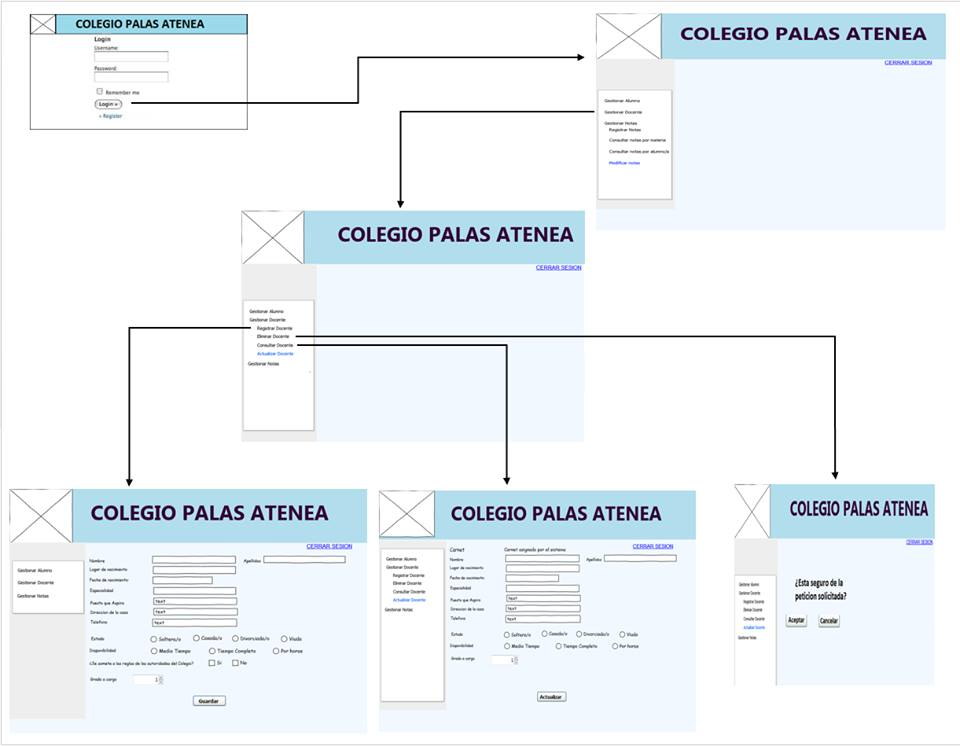 COLEGIO PALAS ATENEA
Login
Username:
Password:
Remember me
Login »
» Register
COLEGIO PALAS ATENEA
CERRAR SESION
Gestionar Alumno
Gestionar Docente
Gestionar Notas
Registrar Notas
Consultar notas por materia
Consultar notas por alumno/a
Modificar notas
COLEGIO PALAS ATENEA
CERRAR SESION
Gestionar Alumno
Gestionar Docente
Registrar Docente
Eliminar Docente
Consultar Docente
Actualizar Docente
Gestionar Notas
COLEGIO PALAS ATENEA
CERRAR SESION
Gestionar Alumno
Gestionar Docente
Gestionar Notas
Nombre Apellidos
Lugar de nacimiento
Fecha de nacimiento
Especialidad
Puesto que Aspira text
Direccion de la casa text
Telefono text
Estado Soltero/a Casado/a Divorciado/a Viudo
Disponibilidad Medio Tiempo Tiempo Completo Por horas
¿Se somete a las reglas de las autoridades del Colegio? Si No
Grado a cargo 1
Guardar
COLEGIO PALAS ATENEA
CERRAR SESION
Gestionar Alumno
Gestionar Docente
Registrar Docente
Eliminar Docente
Consultar Docente
Actualizar Docente
Gestionar Notas
Carnet Carnet asignado por el sistema
Nombre Apellidos
Lugar de nacimiento
Fecha de nacimiento
Especialidad
Puesto que Aspira text
Direccion de la casa text
Telefono text
Estado Soltero/a Casado/a Divorciado/a Viudo
Disponibilidad Medio Tiempo Tiempo Completo Por horas
Grado a cargo 1
Actualizar
COLEGIO PALAS ATENEA
CERRAR SESION
Gestionar Alumno
Gestionar Docente
Registrar Docente
Eliminar Docente
Consultar Docente
Actualizar Docente
Gestionar Notas
¿Esta seguro de la
peticion solicitada?
Aceptar Cancelar